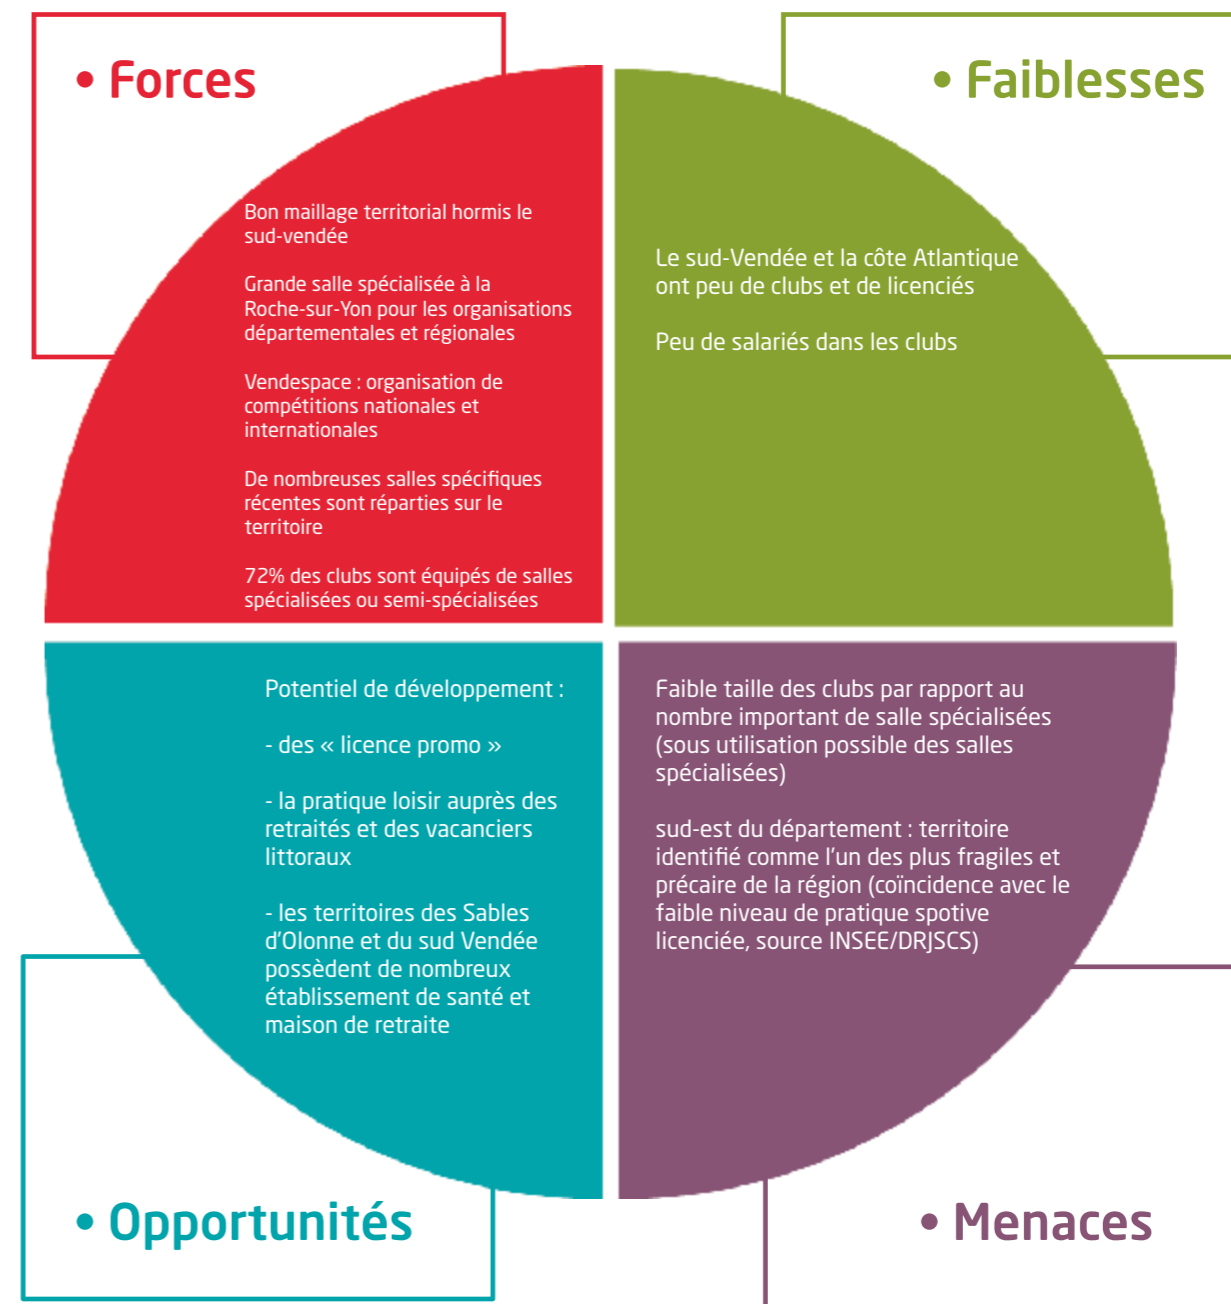 • Forces
Bon maillage territorial hormis le
sud-vendée
Grande salle spécialisée à la
Roche-sur-Yon pour les organisations
départementales et régionales
Vendespace : organisation de
compétitions nationales et
internationales
De nombreuses salles spécifiques
récentes sont réparties sur le
territoire
72% des clubs sont équipés de salles
spécialisées ou semi-spécialisées
• Faiblesses
Le sud-Vendée et la côte Atlantique
ont peu de clubs et de licenciés
Peu de salariés dans les clubs
Potentiel de développement :
- des « licence promo »
- la pratique loisir auprès des
retraités et des vacanciers
littoraux
- les territoires des Sables
d'Olonne et du sud Vendée
possèdent de nombreux
établissement de santé et
maison de retraite
• Opportunités
Faible taille des clubs par rapport au
nombre important de salle spécialisées
(sous utilisation possible des salles
spécialisées)
sud-est du département : territoire
identifié comme l'un des plus fragiles et
précaire de la région (coïncidence avec le
faible niveau de pratique spotive
licenciée, source INSEE/DRJSCS)
• Menaces